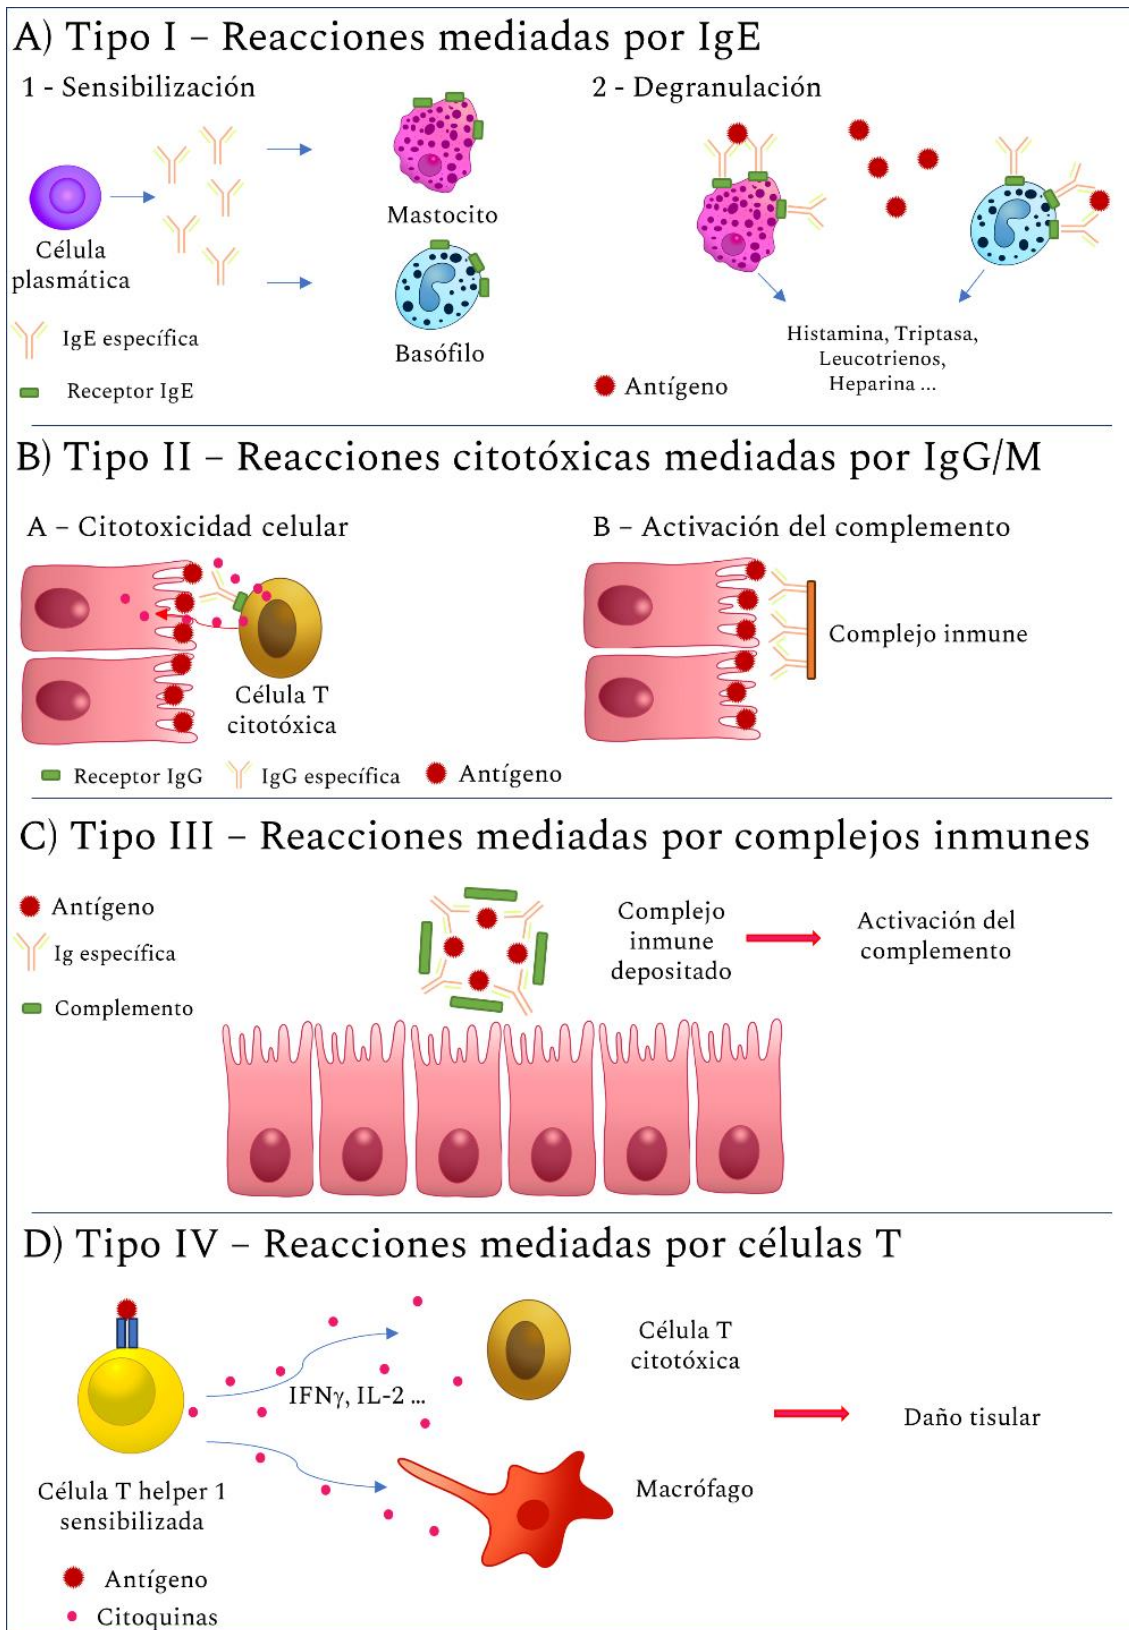 A) Tipo I – Reacciones mediadas por IgE
1 - Sensibilización
2 - Degranulación
Célula
plasmática
Mastocito
Basófilo
IgE específica
Receptor IgE
Histamina, Triptasa,
Leucotrienos,
Heparina ...
Antígeno
B) Tipo II – Reacciones citotóxicas mediadas por IgG/M
A – Citotoxicidad celular
B – Activación del complemento
Célula T
citotóxica
Complejo inmune
Receptor IgG
IgG específica
Antígeno
C) Tipo III – Reacciones mediadas por complejos inmunes
Antígeno
Ig específica
Complemento
Complejo
inmune
depositado
Activación del
complemento
D) Tipo IV – Reacciones mediadas por células T
IFNγ, IL-2 ...
Célula T
citotóxica
Daño tisular
Macrófago
Célula T helper 1
sensibilizada
Antígeno
Citoquinas